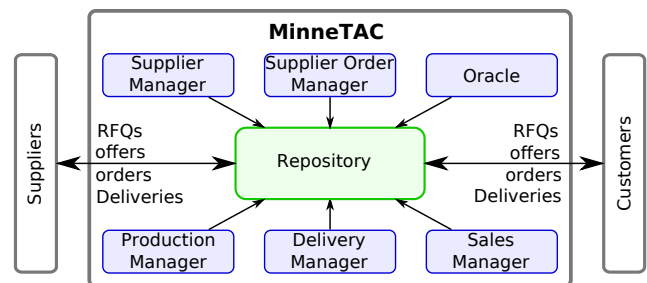 MinneTAC
Supplier
Manager
Supplier Order
Manager
Oracle
Suppliers
RFQs
offers
orders
Deliveries
Repository
RFQs
offers
orders
Deliveries
Customers
Production
Manager
Delivery
Manager
Sales
Manager